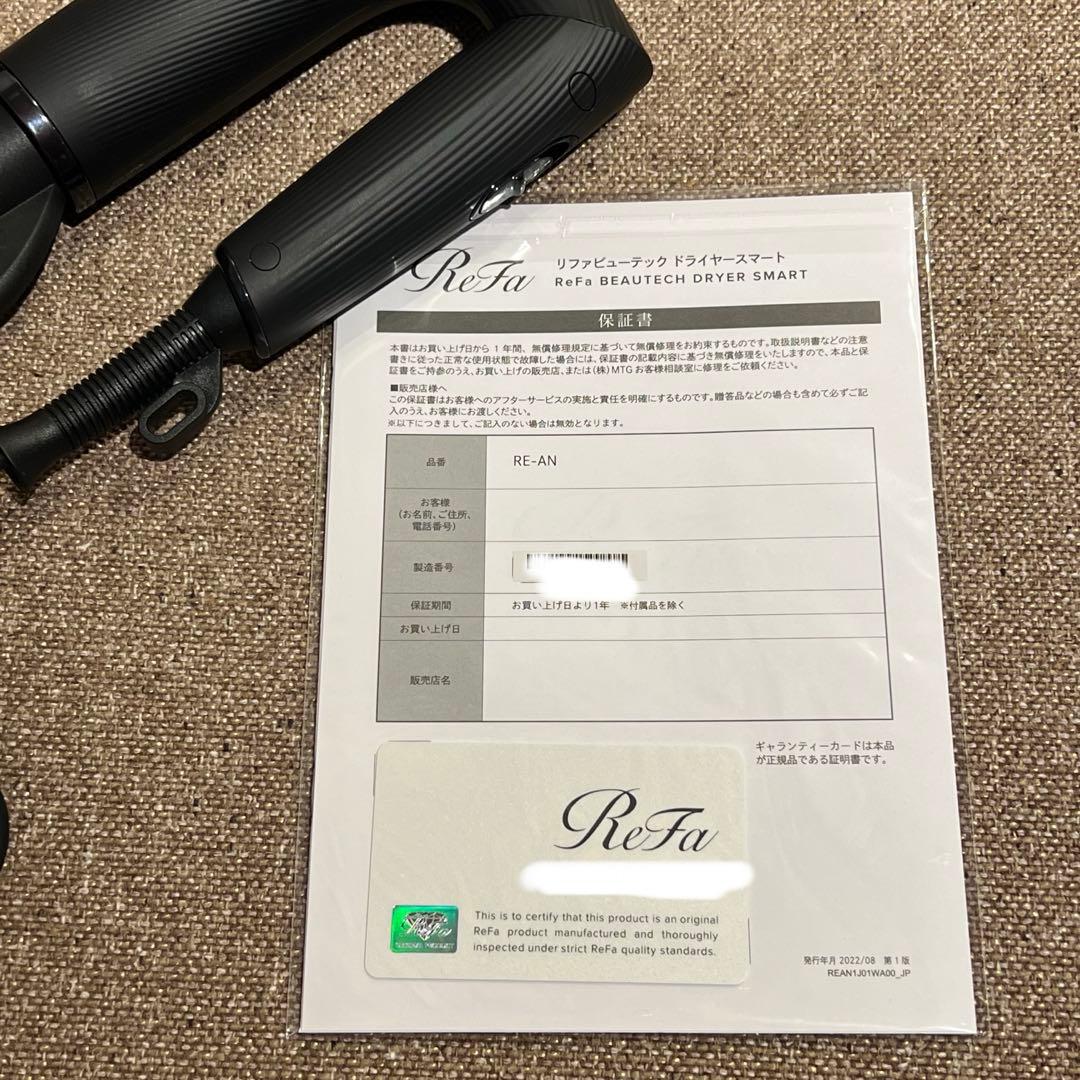 ReFa
リファビューテック ドライヤースマート
ReFa BEAUTECH DRYER SMART
保証書
本書はお買い上げ日から 1 年間、無償修理規定に基づいて無償修理をお約束するものです。取扱説明書などの注意
書きに従った正常な使用状態で故障した場合には、保証書の記載内容に基づき無償修理をいたしますので、本品と保
証書をご持参のうえ、お買い上げの販売店、または(株)MTG お客様相談室に修理をご依頼ください。
■販売店様へ
この保証書はお客様へのアフターサービスの実施と責任を明確にするものです。贈答品などの場合も含めて必ずご記
入のうえ、お客様にお渡しください。
※以下につきまして、ご記入のない場合は無効となります。
品番 RE-AN
お客様
(お名前、ご住所、
電話番号)
製造番号
保証期間 お買い上げ日より1年 ※付属品を除く
お買い上げ日
販売店名
ギャランティーカードは本品
が正規品である証明書です。
ReFa
ReFa
This is to certify that this product is an original
ReFa product manufactured and thoroughly
inspected under strict ReFa quality standards.
発行年月 2022/08 第1版
REAN1J01WA00_JP